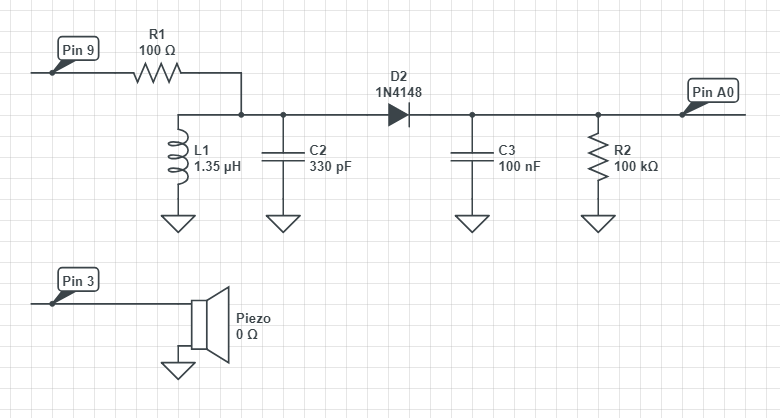 R1
100 Ω
Pin 9
D2
1N4148
Pin A0
L1
1.35 µH
C2
330 pF
C3
100 nF
R2
100 kΩ
Pin 3
Piezo
0 Ω